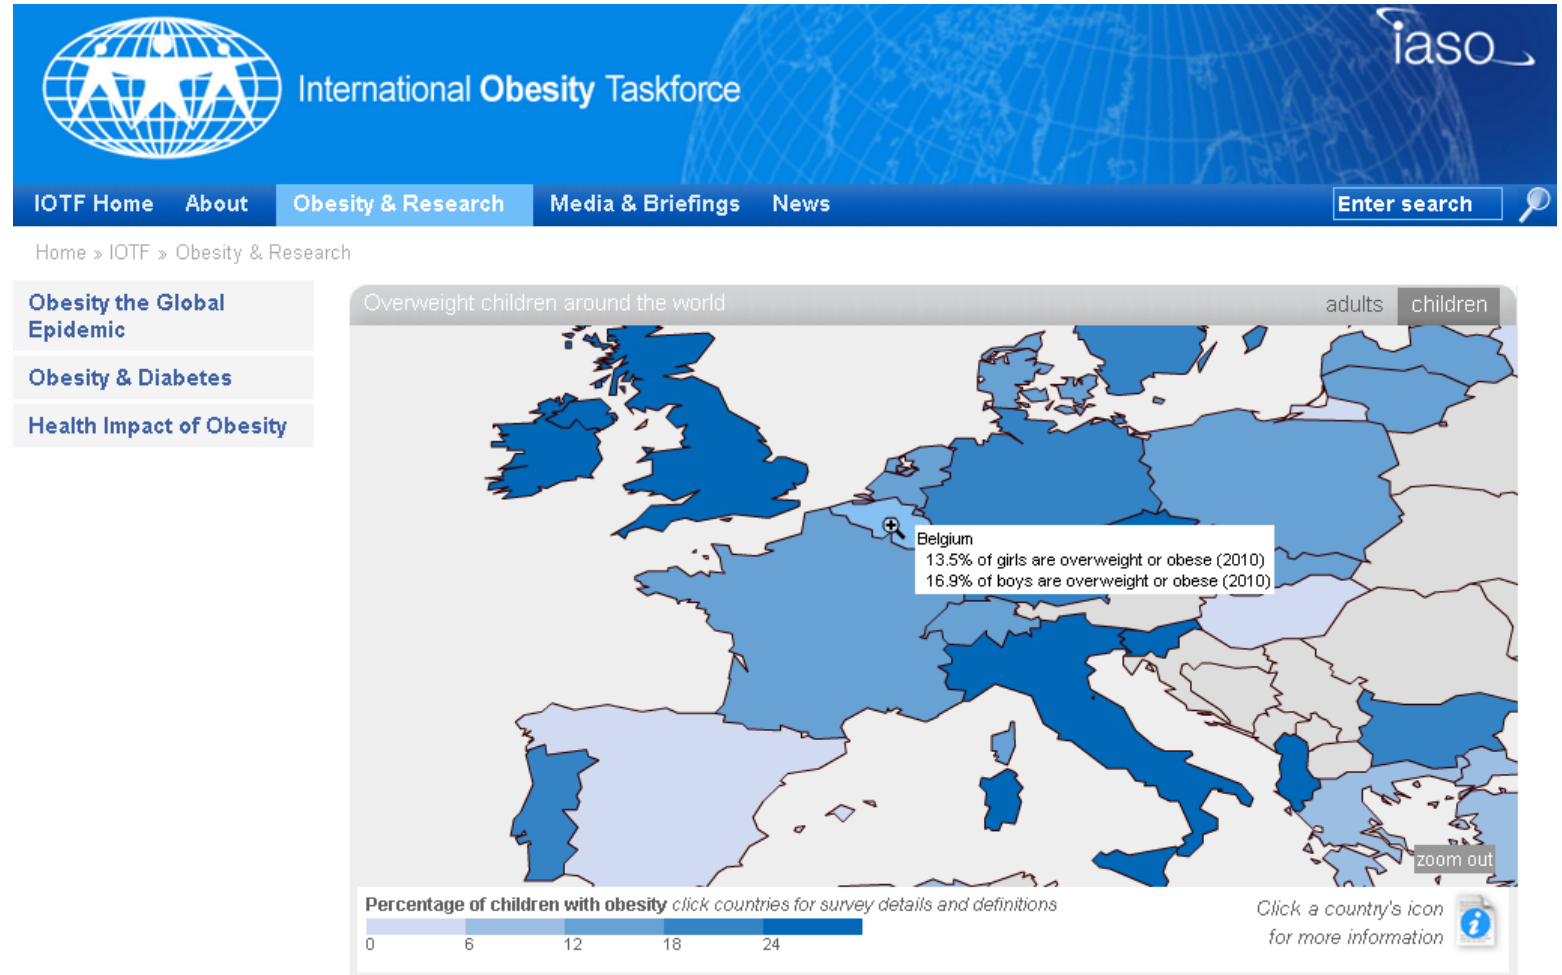 iaso
International Obesity Taskforce
IOTF Home About Obesity & Research Media & Briefings News Enter search
Home » IOTF » Obesity & Research
Obesity the Global
Epidemic
Obesity & Diabetes
Health Impact of Obesity
Overweight children around the world adults children
Belgium
13.5% of girls are overweight or obese (2010)
16.9% of boys are overweight or obese (2010)
zoom out
Percentage of children with obesity click countries for survey details and definitions
0 6 12 18 24
Click a country's icon
for more information